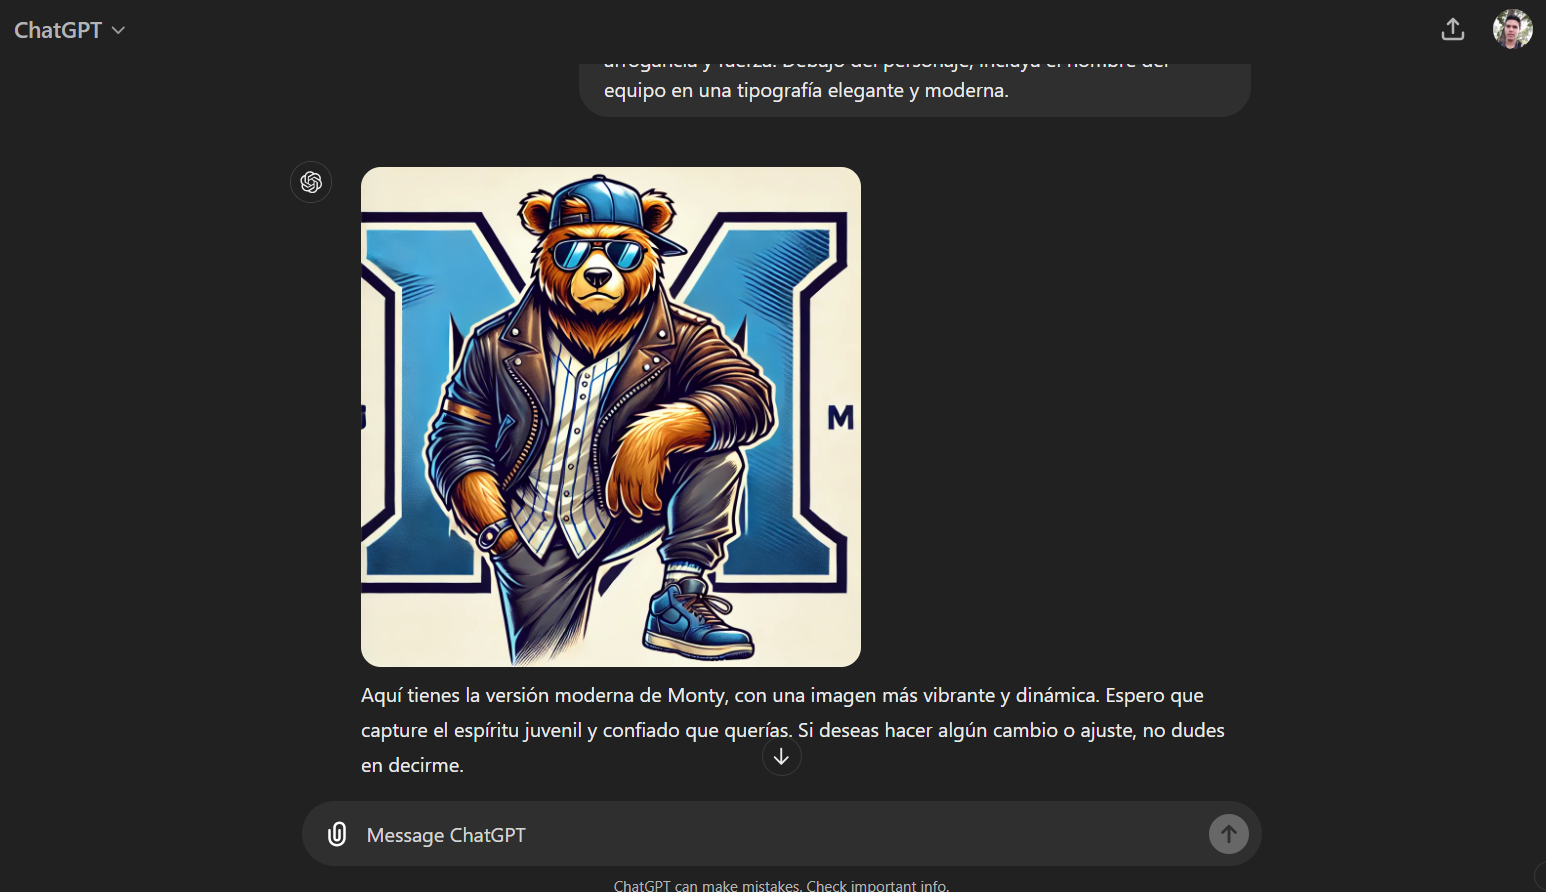 ChatGPT
arrogancia y fuerza. Debajo del personaje, incluya el nombre del
equipo en una tipografía elegante y moderna.
M
Aquí tienes la versión moderna de Monty, con una imagen más vibrante y dinámica. Espero que
capture el espíritu juvenil y confiado que querías. Si deseas hacer algún cambio o ajuste, no dudes
en decirme.
Message ChatGPT
ChatGPT can make mistakes. Check important info.